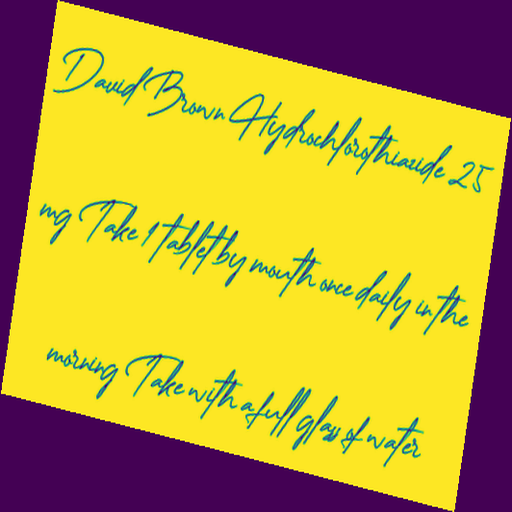 David Brown Hydrochlorothiazide 25
mg Take 1 tablet by mouth once daily in the
morning Take with a full glass of water